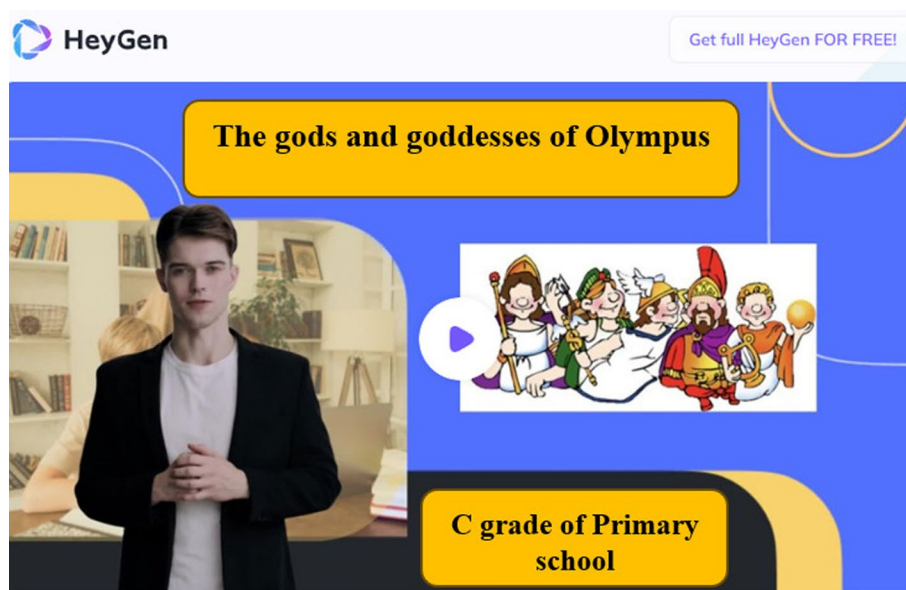 HeyGen
Get full HeyGen FOR FREE!
The gods and goddesses of Olympus
C grade of Primary
school